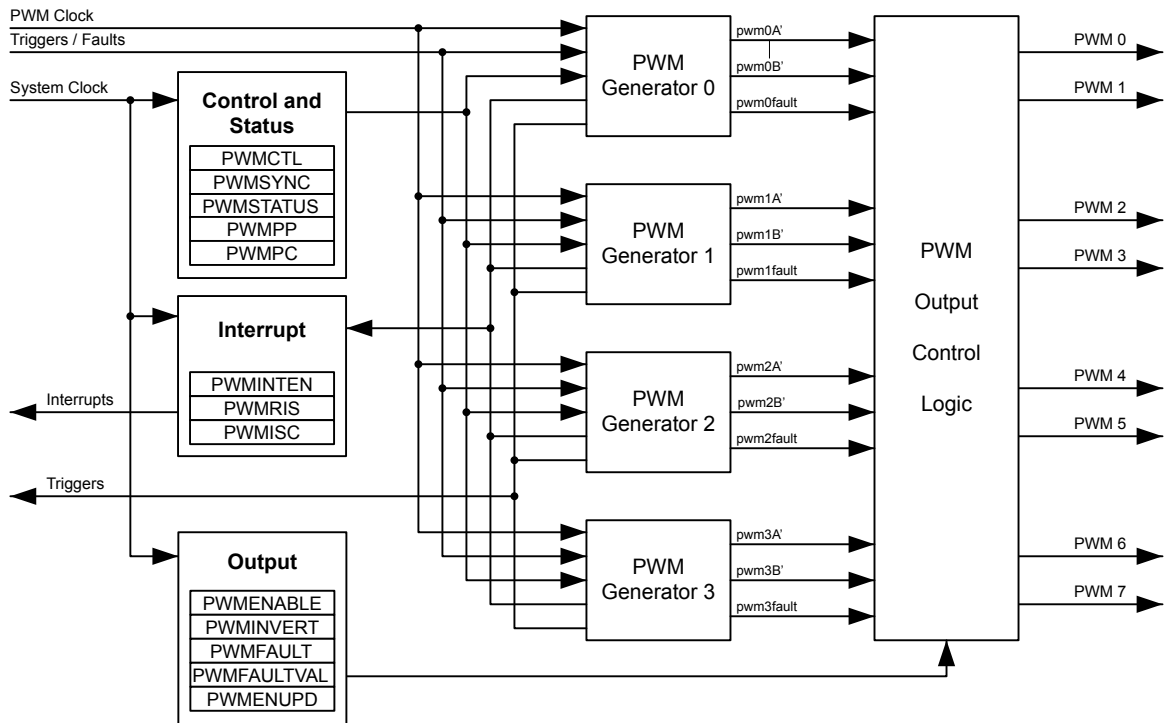 PWM Clock
Triggers / Faults
System Clock
Control and
Status
PWMCTL
PWMSYNC
PWMSTATUS
PWMPP
PWMPC
Interrupt
PWMINTEN
PWMRIS
PWMISC
Interrupts
Triggers
Output
PWMENABLE
PWMINVERT
PWMFAULT
PWMFAULTVAL
PWMENUPD
PWM
Generator 0
pwm0A’
pwm0B’
pwm0fault
PWM
Generator 1
pwm1A’
pwm1B’
pwm1fault
PWM
Generator 2
pwm2A’
pwm2B’
pwm2fault
PWM
Generator 3
pwm3A’
pwm3B’
pwm3fault
PWM
Output
Control
Logic
PWM 0
PWM 1
PWM 2
PWM 3
PWM 4
PWM 5
PWM 6
PWM 7